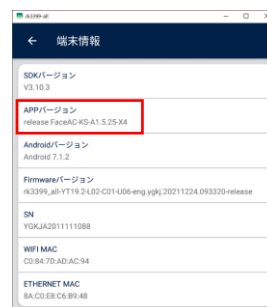 rk3399-all
端末情報
SDKバージョン
V3.10.3
APPバージョン
release FaceAC-KS-A1.5.25-X4
Androidバージョン
Android 7.1.2
Firmwareバージョン
rk3399_all-YT19.2-L02-C01-U06-eng.ygkj.20211224.093320-release
SN
YGKJA2011111088
WIFI MAC
C0:84:7D:AD:AC:94
ETHERNET MAC
8A:C0:E8:C6:B9:48